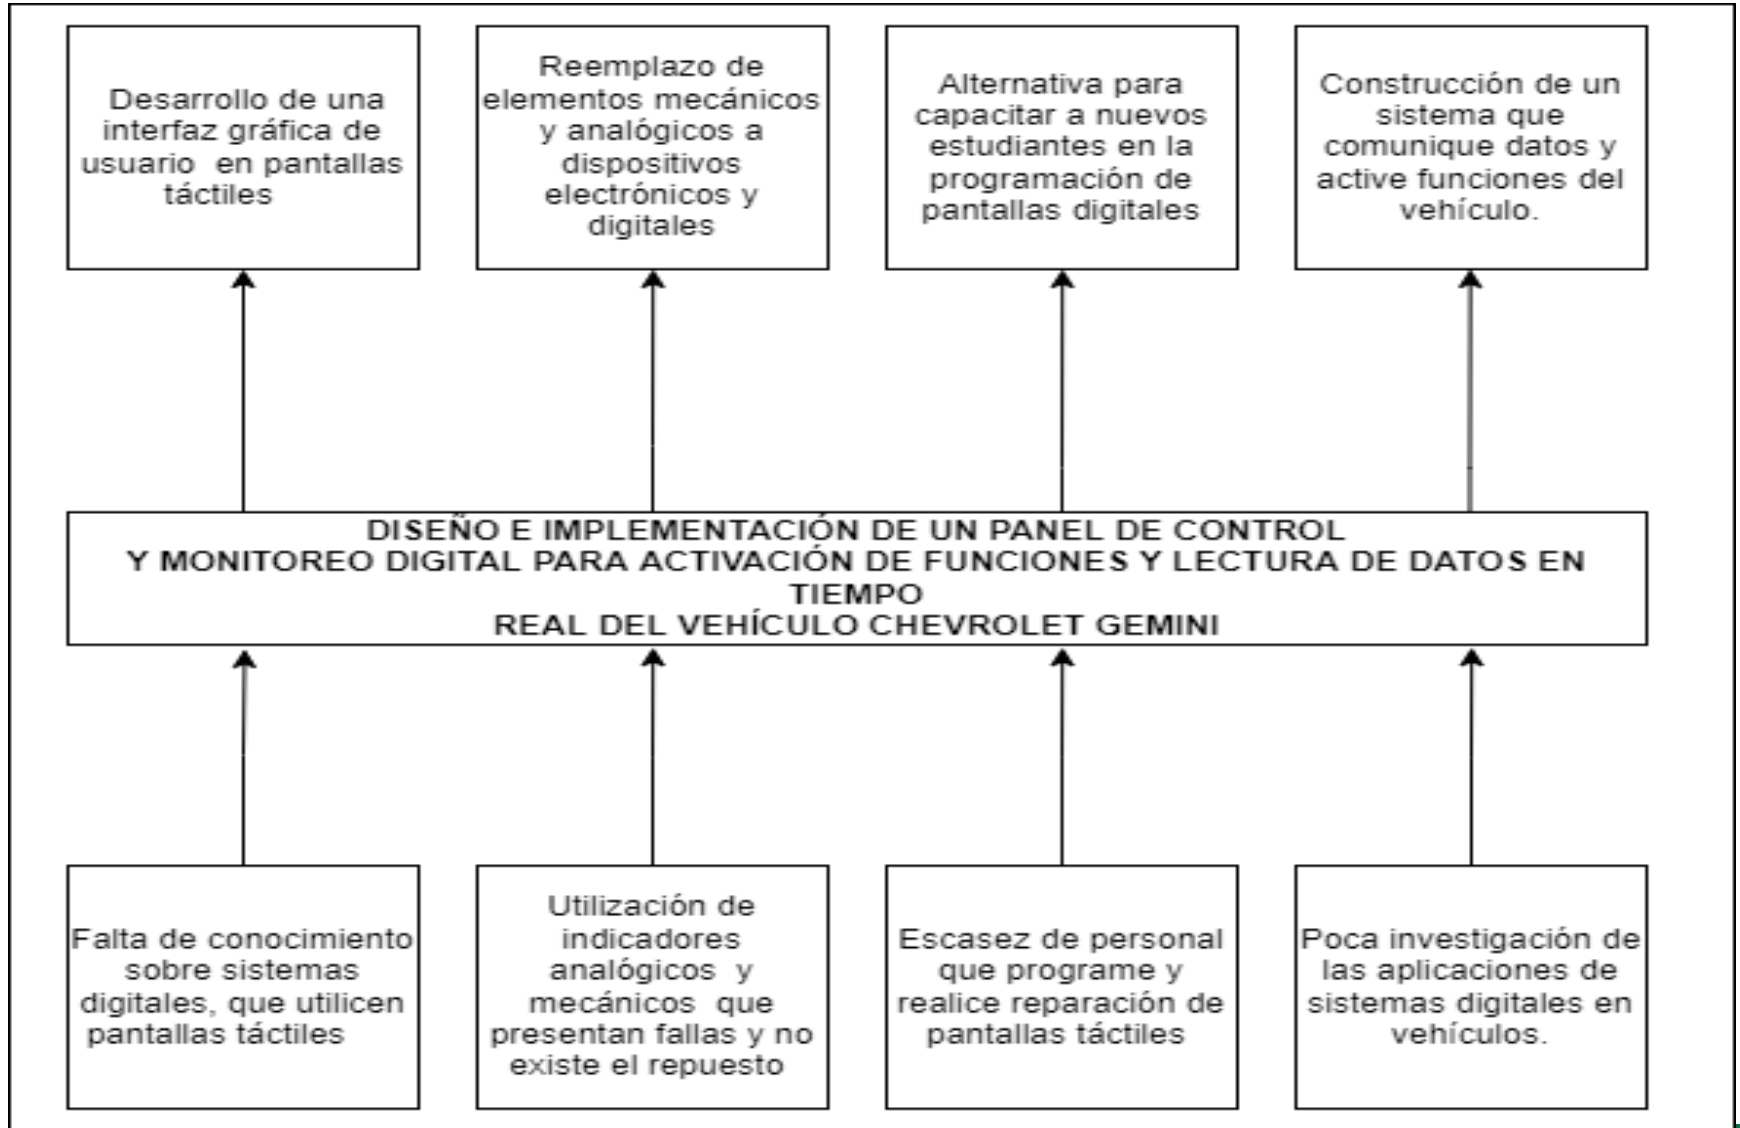 Desarrollo de una
interfaz gráfica de
usuario en pantallas
táctiles
Reemplazo de
elementos mecánicos
y analógicos a
dispositivos
electrónicos y
digitales
Alternativa para
capacitar a nuevos
estudiantes en la
programación de
pantallas digitales
Construcción de un
sistema que
comunique datos y
active funciones del
vehículo.
DISEÑO E IMPLEMENTACIÓN DE UN PANEL DE CONTROL
Y MONITOREO DIGITAL PARA ACTIVACIÓN DE FUNCIONES Y LECTURA DE DATOS EN
TIEMPO
REAL DEL VEHÍCULO CHEVROLET GEMINI
Falta de conocimiento
sobre sistemas
digitales, que utilicen
pantallas táctiles
Utilización de
indicadores
analógicos y
mecánicos que
presentan fallas y no
existe el repuesto
Escasez de personal
que programe y
realice reparación de
pantallas táctiles
Poca investigación de
las aplicaciones de
sistemas digitales en
vehículos.